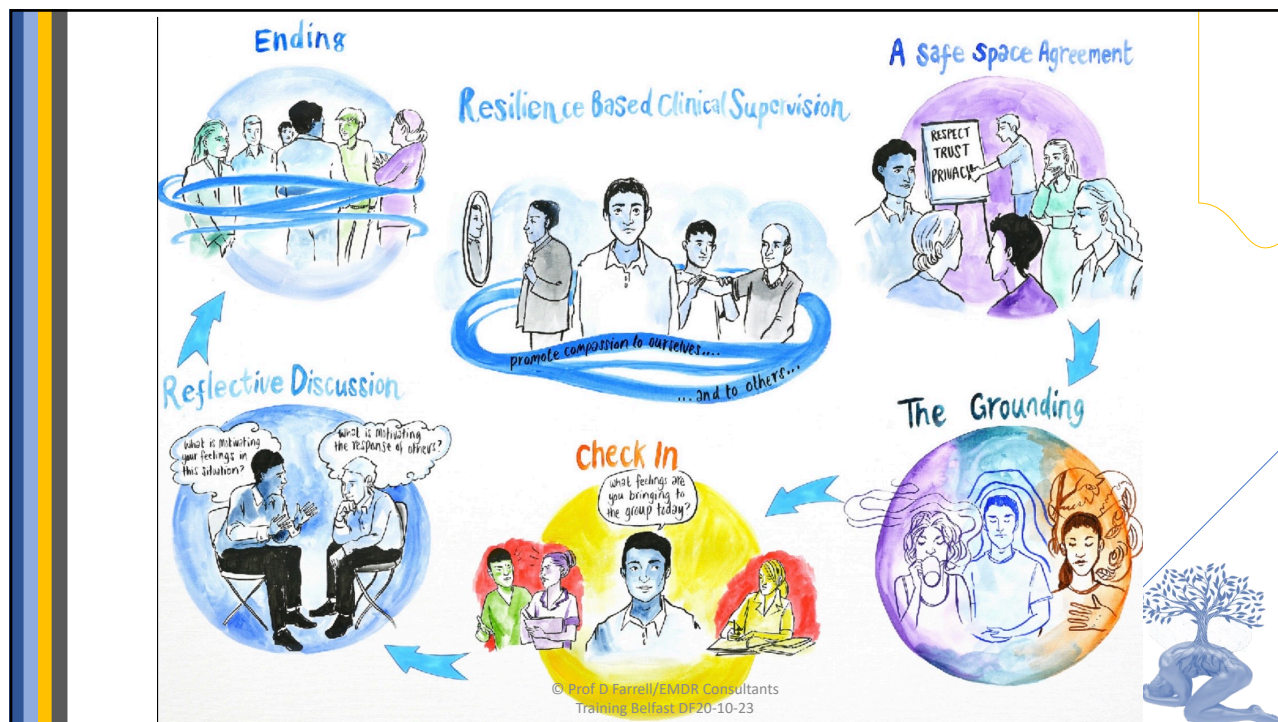 Ending
Resilience Based Clinical Supervision
A Safe Space Agreement
RESPECT
TRUST
PRIVACY
promote compassion to ourselves....
...and to others...
The Grounding
Check In
What feelings are
you bringing to
the group today?
Reflective Discussion
What is motivating
your feelings in
this situation?
What is motivating
the response of others?
© Prof D Farrell/EMDR Consultants
Training Belfast DF20-10-23